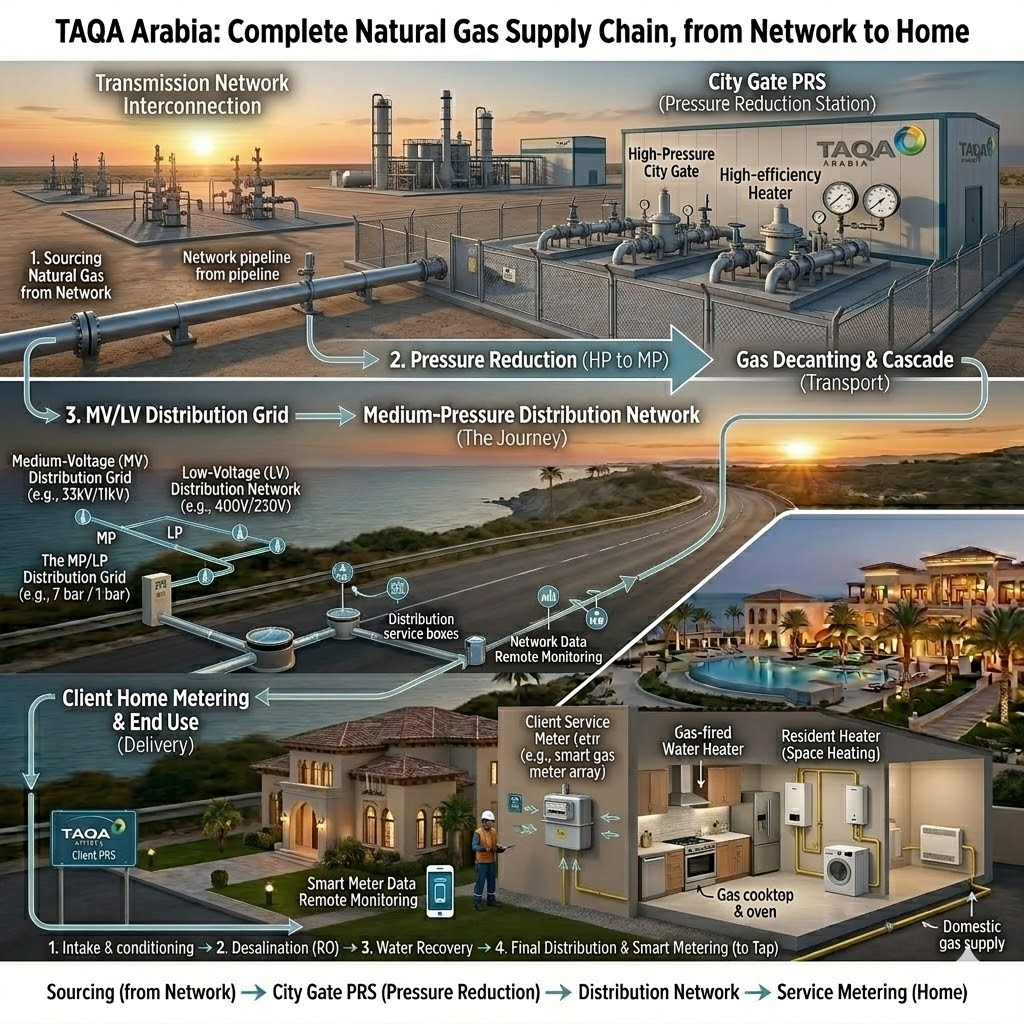 TAQA Arabia: Complete Natural Gas Supply Chain, from Network to Home
Transmission Network
Interconnection
City Gate PRS
(Pressure Reduction Station)
High-Pressure
City Gate
High-efficiency
Heater
TAQA
ARABIA
TAQA
1. Sourcing
Natural Gas
from Network
Network pipeline
from pipeline
2. Pressure Reduction (HP to MP)
Gas Decanting & Cascade
(Transport)
3. MV/LV Distribution Grid
Medium-Pressure Distribution Network
(The Journey)
Medium-Voltage (MV)
Distribution Grid
(e.g., 33kV/11kV)
Low-Voltage (LV)
Distribution Network
(e.g., 400V/230V)
MP
LP
The MP/LP
Distribution Grid
(e.g., 7 bar / 1 bar)
Distribution
service boxes
Network Data
Remote Monitoring
Client Home Metering
& End Use
(Delivery)
Client Service
Meter (etır
(e.g., smart gas
meter array)
Gas-fired
Water Heater
Resident Heater
(Space Heating)
TAQA
Client PRS
Smart Meter Data
Remote Monitoring
Gas cooktop
& oven
Domestic
gas supply
1. Intake & conditioning → 2. Desalination (RO) → 3. Water Recovery → 4. Final Distribution & Smart Metering (to Tap)
Sourcing (from Network) → City Gate PRS (Pressure Reduction) → Distribution Network → Service Metering (Home)